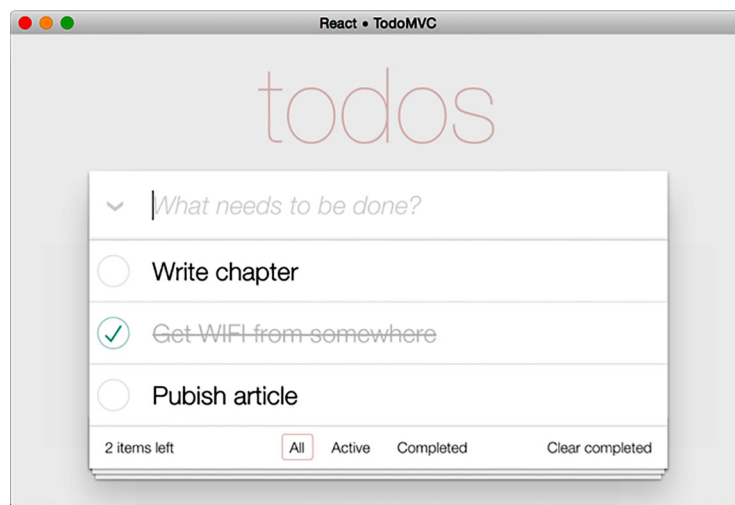 React • TodoMVC
todos
What needs to be done?
Write chapter
Get WIFI from somewhere
Pubish article
2 items left All Active Completed Clear completed